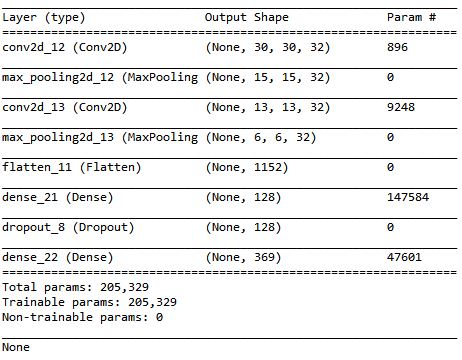 Layer (type) Output Shape Param #
=================================================================
conv2d_12 (Conv2D) (None, 30, 30, 32) 896
max_pooling2d_12 (MaxPooling (None, 15, 15, 32) 0
conv2d_13 (Conv2D) (None, 13, 13, 32) 9248
max_pooling2d_13 (MaxPooling (None, 6, 6, 32) 0
flatten_11 (Flatten) (None, 1152) 0
dense_21 (Dense) (None, 128) 147584
dropout_8 (Dropout) (None, 128) 0
dense_22 (Dense) (None, 369) 47601
=================================================================
Total params: 205,329
Trainable params: 205,329
Non-trainable params: 0
None